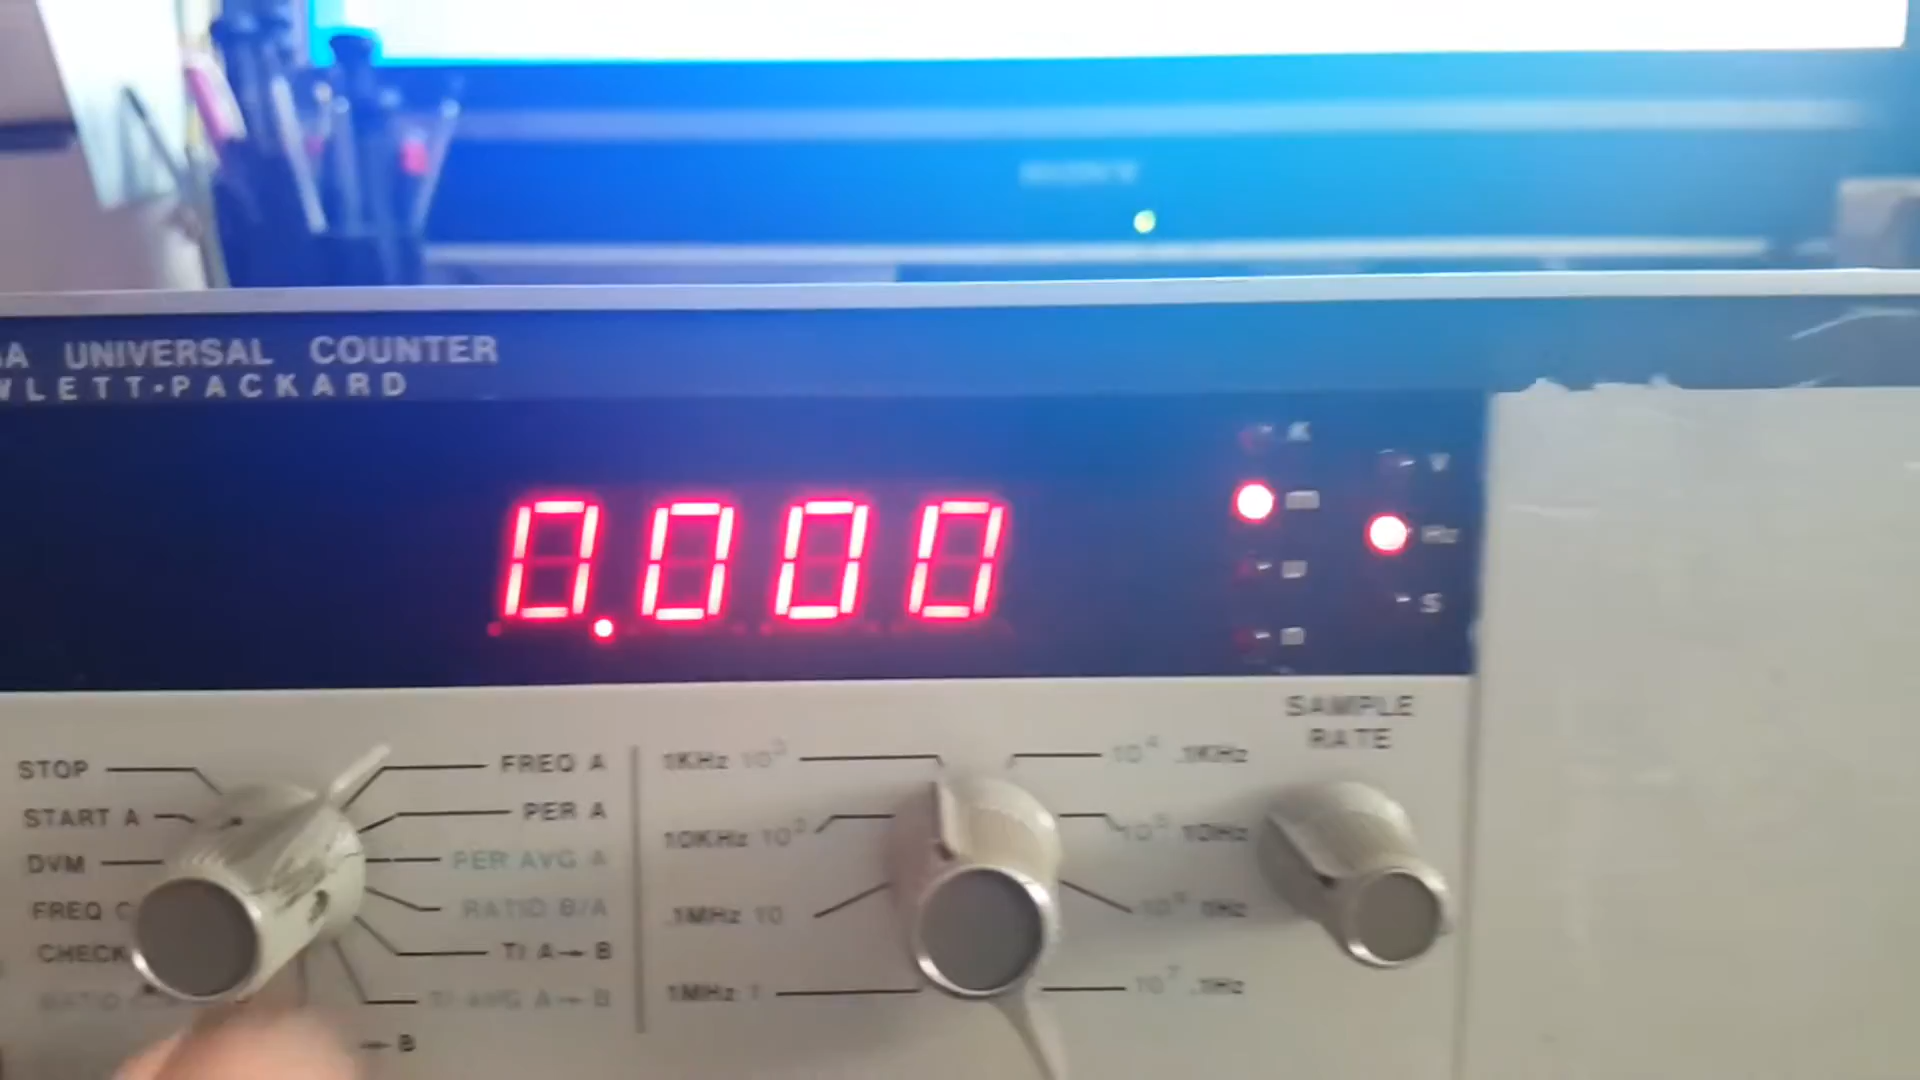 A UNIVERSAL COUNTER
WLETT·PACKARD
K
V
0.000
Hz
S
SAMPLE
RATE
STOP
START A
DVM
FREQ C
CHECK
RATIO
FREQ A
PER A
PER AVG A
RATIO B/A
TI A→B
TI AVG A→B
→B
1KHz 10³
10KHz 10²
.1MHz 10
1MHz 1
10⁴ .1KHz
10⁵ 10Hz
10⁶ 1Hz
10⁷ .1Hz